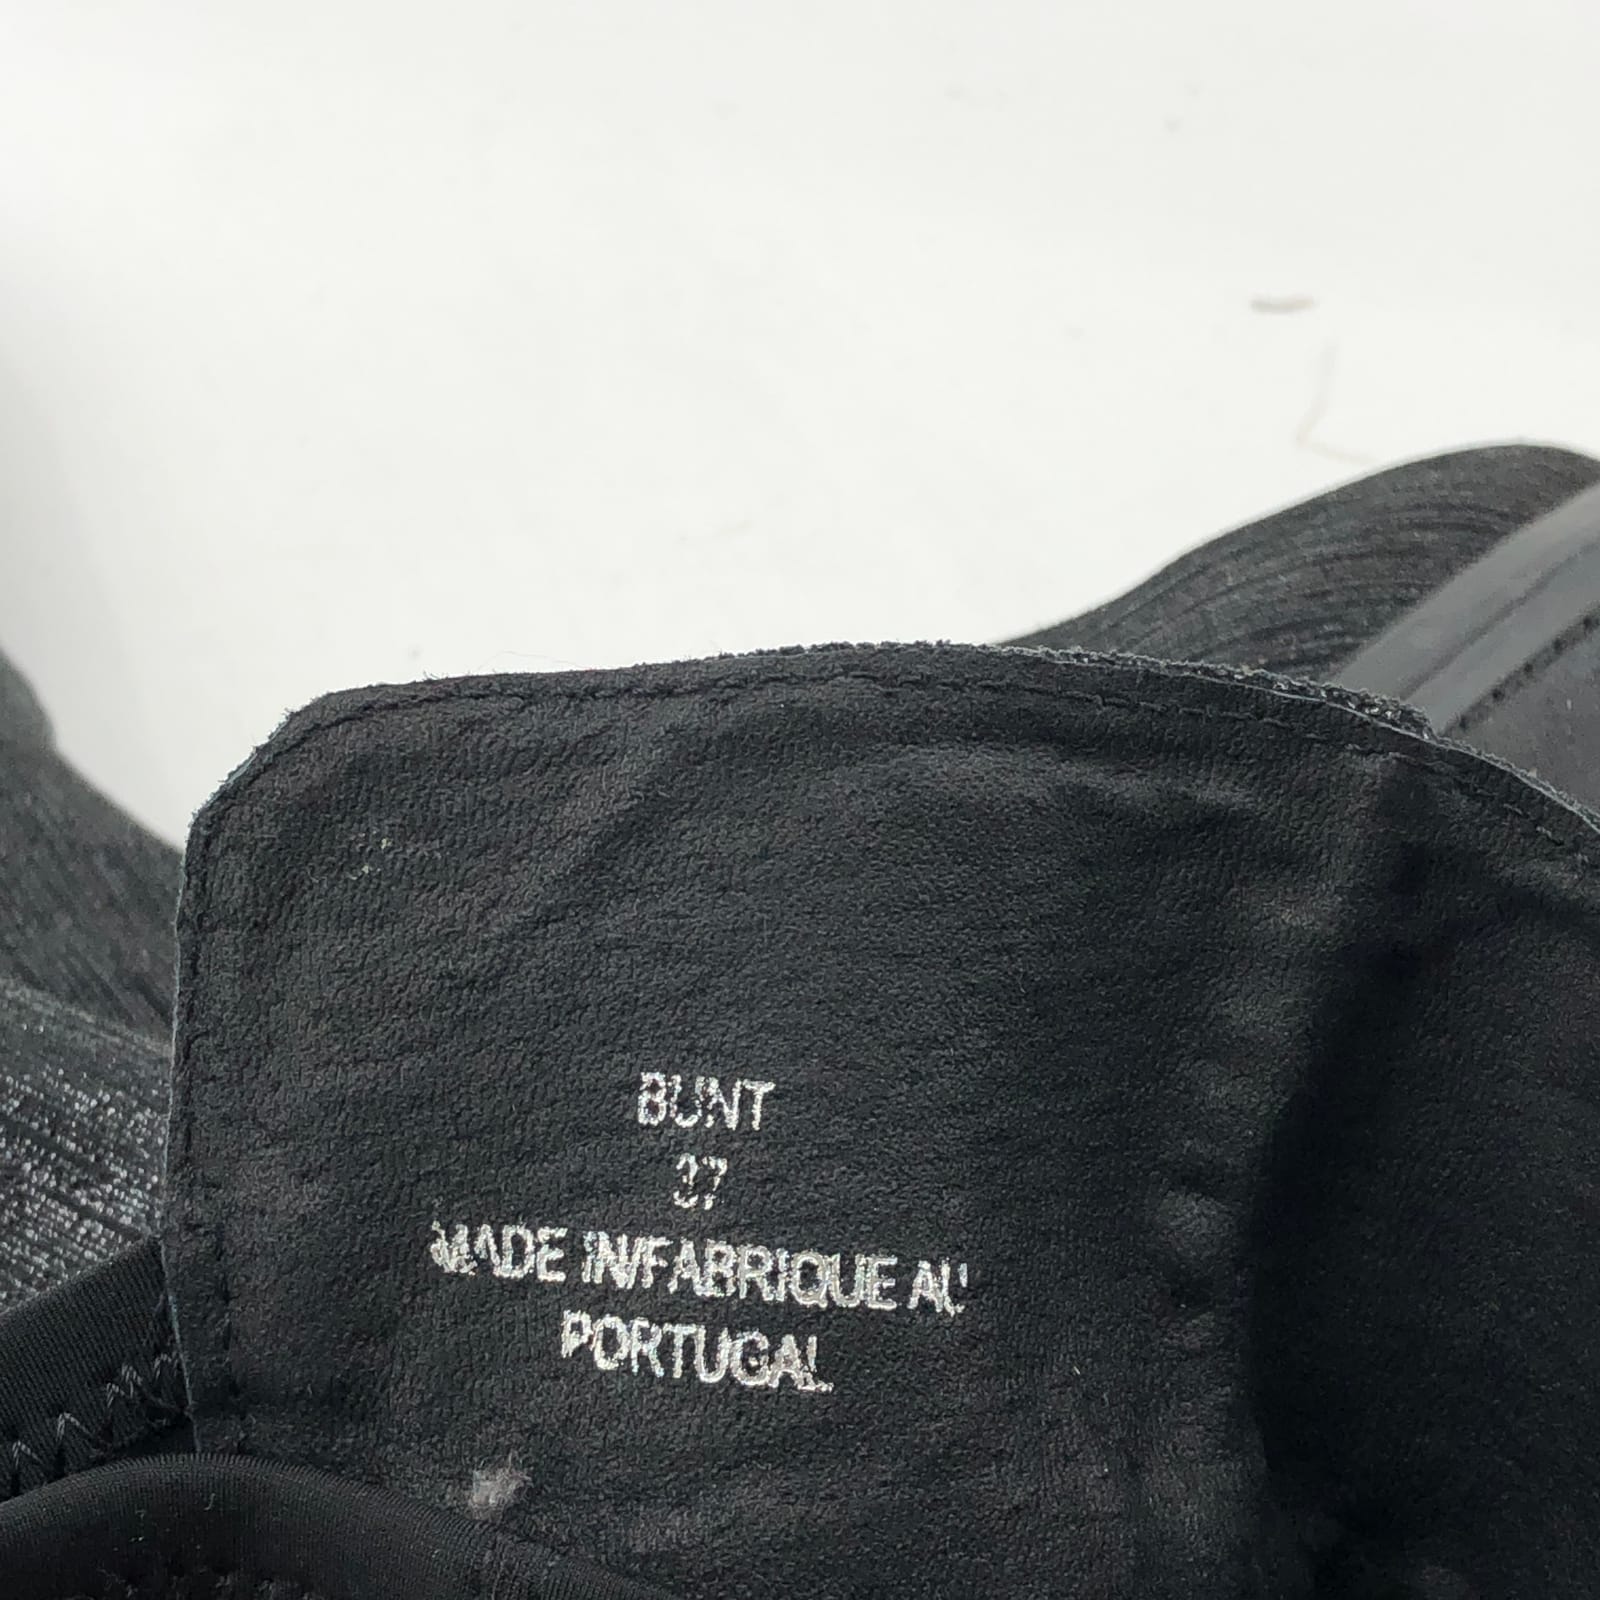 BUNT
37
MADE IN/FABRIQUE AU
PORTUGAL